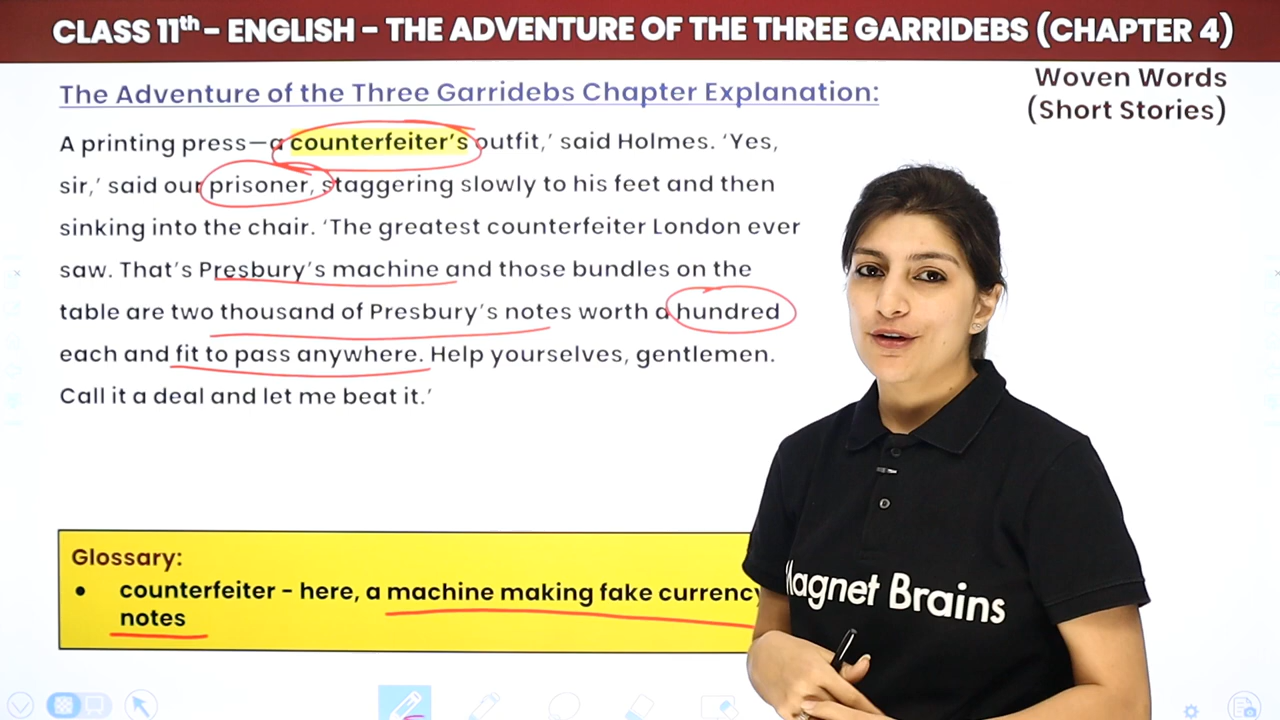 CLASS 11th - ENGLISH - THE ADVENTURE OF THE THREE GARRIDEBS (CHAPTER 4)
Woven Words
(Short Stories)
The Adventure of the Three Garridebs Chapter Explanation:
A printing press—a counterfeiter's outfit,' said Holmes. 'Yes,
sir,' said our prisoner, staggering slowly to his feet and then
sinking into the chair. 'The greatest counterfeiter London ever
saw. That's Presbury's machine and those bundles on the
table are two thousand of Presbury's notes worth a hundred
each and fit to pass anywhere. Help yourselves, gentlemen.
Call it a deal and let me beat it.'
Glossary:
• counterfeiter - here, a machine making fake currency
notes
Magnet Brains